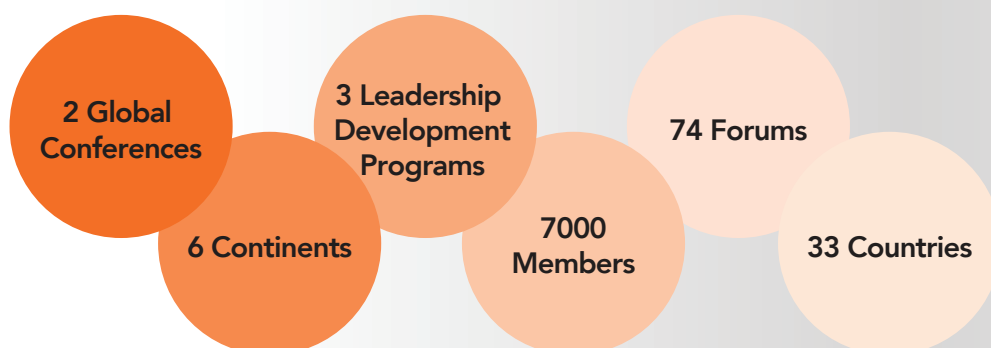 2 Global
Conferences
6 Continents
3 Leadership
Development
Programs
7000
Members
74 Forums
33 Countries